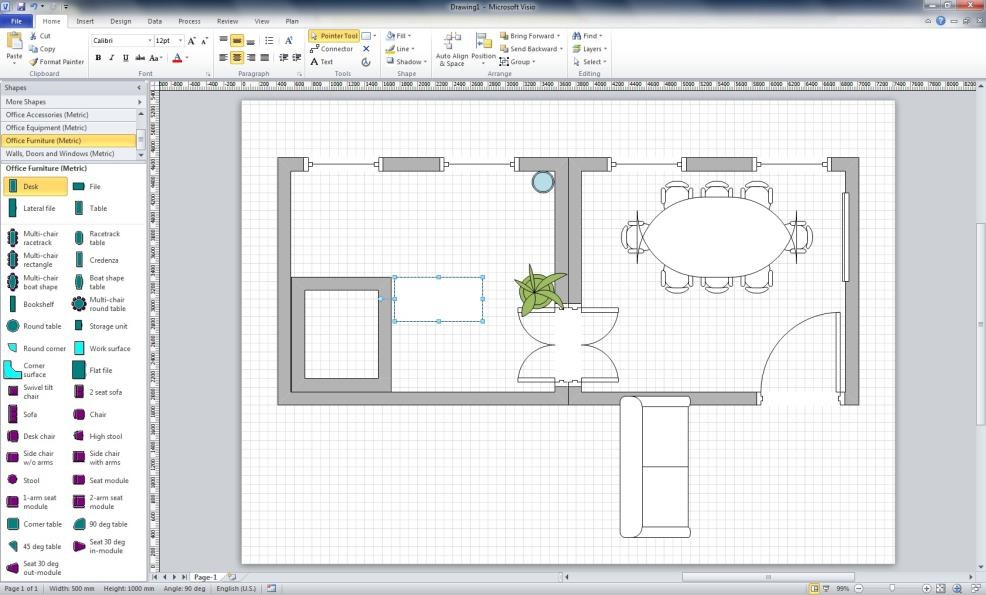 Drawing1 - Microsoft Visio
File Home Insert Design Data Process Review View Plan
Paste
Cut
Copy
Format Painter
Clipboard
Calibri 12pt A A
B I U abc Aa A
Font
Paragraph
Pointer Tool
Connector
A Text
Tools
Fill
Line
Shadow
Shape
Auto Align & Space
Position
Bring Forward
Send Backward
Group
Arrange
Find
Layers
Select
Editing
Shapes
More Shapes
Office Accessories (Metric)
Office Equipment (Metric)
Office Furniture (Metric)
Walls, Doors and Windows (Metric)
Office Furniture (Metric)
Desk File
Lateral file Table
Multi-chair racetrack Racetrack table
Multi-chair rectangle Credenza
Multi-chair boat shape Boat shape table
Bookshelf Multi-chair round table
Round table Storage unit
Round corner Work surface
Corner surface Flat file
Swivel tilt chair 2 seat sofa
Sofa Chair
Desk chair High stool
Side chair w/o arms Side chair with arms
Stool Seat module
1-arm seat module 2-arm seat module
Corner table 90 deg table
45 deg table Seat 30 deg in-module
Seat 30 deg out-module
Page-1
Page 1 of 1 Width: 500 mm Height: 1000 mm Angle: 90 deg English (U.S.) 99%